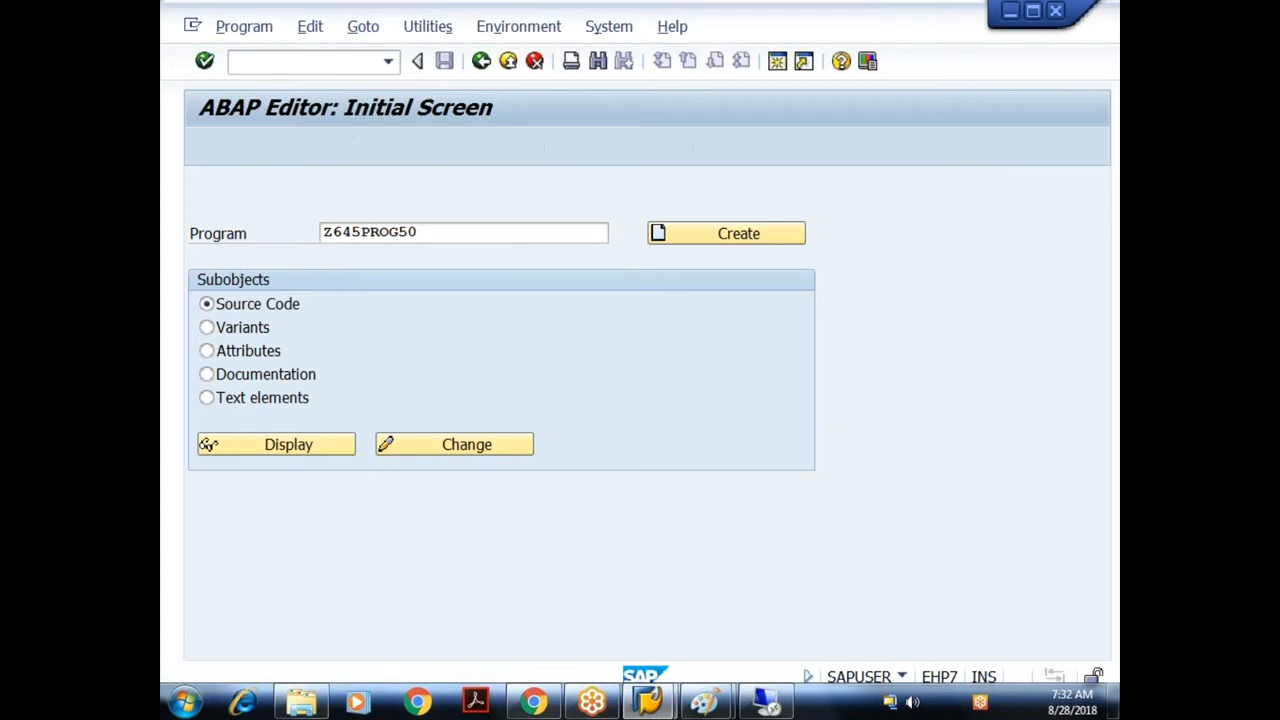 Program Edit Goto Utilities Environment System Help
ABAP Editor: Initial Screen
Program Z645PROG50 Create
Subobjects
Source Code
Variants
Attributes
Documentation
Text elements
Display Change
SAP SAPUSER EHP7 INS
7:32 AM
8/28/2018